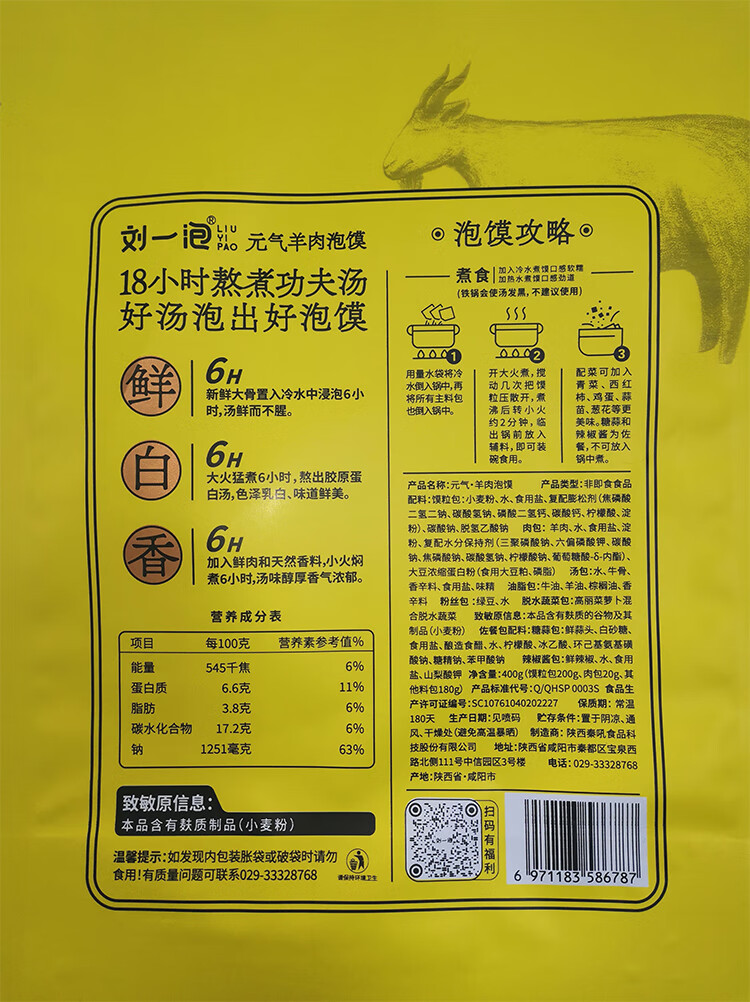 刘一泡® LIU YI PAO 元气羊肉泡馍
18小时熬煮功夫汤
好汤泡出好泡馍
鲜
6H
新鲜大骨置入冷水中浸泡6小
时,汤鲜而不腥。
白
6H
大火猛煮6小时,熬出胶原蛋
白汤,色泽乳白、味道鲜美。
香
6H
加入鲜肉和天然香料,小火焖
煮6小时,汤味醇厚香气浓郁。
营养成分表
项目 每100克 营养素参考值%
能量 545千焦 6%
蛋白质 6.6克 11%
脂肪 3.8克 6%
碳水化合物 17.2克 6%
钠 1251毫克 63%
致敏原信息:
本品含有麸质制品(小麦粉)
温馨提示:如发现内包装胀袋或破袋时请勿
食用!有质量问题可联系029-33328768
请保持环境卫生
泡馍攻略
煮食 加入冷水煮馍口感软糯
加热水煮馍口感劲道
(铁锅会使汤发黑,不建议使用)
1
用量水袋将冷
水倒入锅中,再
将所有主料包
也倒入锅中。
2
开大火煮,搅
动几次把馍
粒压散开,煮
沸后转小火
约2分钟,临
出锅前放入
辅料,即可装
碗食用。
3
配菜可加入
青菜、西红
柿、鸡蛋、蒜
苗、葱花等更
美味。糖蒜和
辣椒酱为佐
餐,不可放入
锅中煮。
产品名称:元气·羊肉泡馍 产品类型:非即食食品
配料:馍粒包:小麦粉、水、食用盐、复配膨松剂(焦磷酸
二氢二钠、碳酸氢钠、磷酸二氢钙、碳酸钙、柠檬酸、淀
粉)、碳酸钠、脱氢乙酸钠 肉包:羊肉、水、食用盐、淀
粉、复配水分保持剂(三聚磷酸钠、六偏磷酸钾、碳酸
钠、焦磷酸钠、碳酸氢钠、柠檬酸钠、葡萄糖酸-δ-内酯)、
大豆浓缩蛋白粉(食用大豆粕、磷脂) 汤包:水、牛骨、
香辛料、食用盐、味精 油脂包:牛油、羊油、棕榈油、香
辛料 粉丝包:绿豆、水 脱水蔬菜包:高丽菜萝卜混
合脱水蔬菜 致敏原信息:本品含有麸质的谷物及其
制品(小麦粉) 佐餐包配料:糖蒜包:鲜蒜头、白砂糖、
食用盐、酿造食醋、水、柠檬酸、冰乙酸、环己基氨基磺
酸钠、糖精钠、苯甲酸钠 辣椒酱包:鲜辣椒、水、食用
盐、山梨酸钾 净含量:400g(馍粒包200g、肉包20g、其
他料包180g) 产品标准代号:Q/QHSP 0003S 食品生
产许可证编号:SC10761040202227 保质期:常温
180天 生产日期:见喷码 贮存条件:置于阴凉、通
风、干燥处(避免高温暴晒) 制造商:陕西秦吼食品科
技股份有限公司 地址:陕西省咸阳市秦都区宝泉西
路北侧111号中信园区3号楼 电话:029-33328768
产地:陕西省·咸阳市
刘一泡
扫码有福利
6 971183 586787